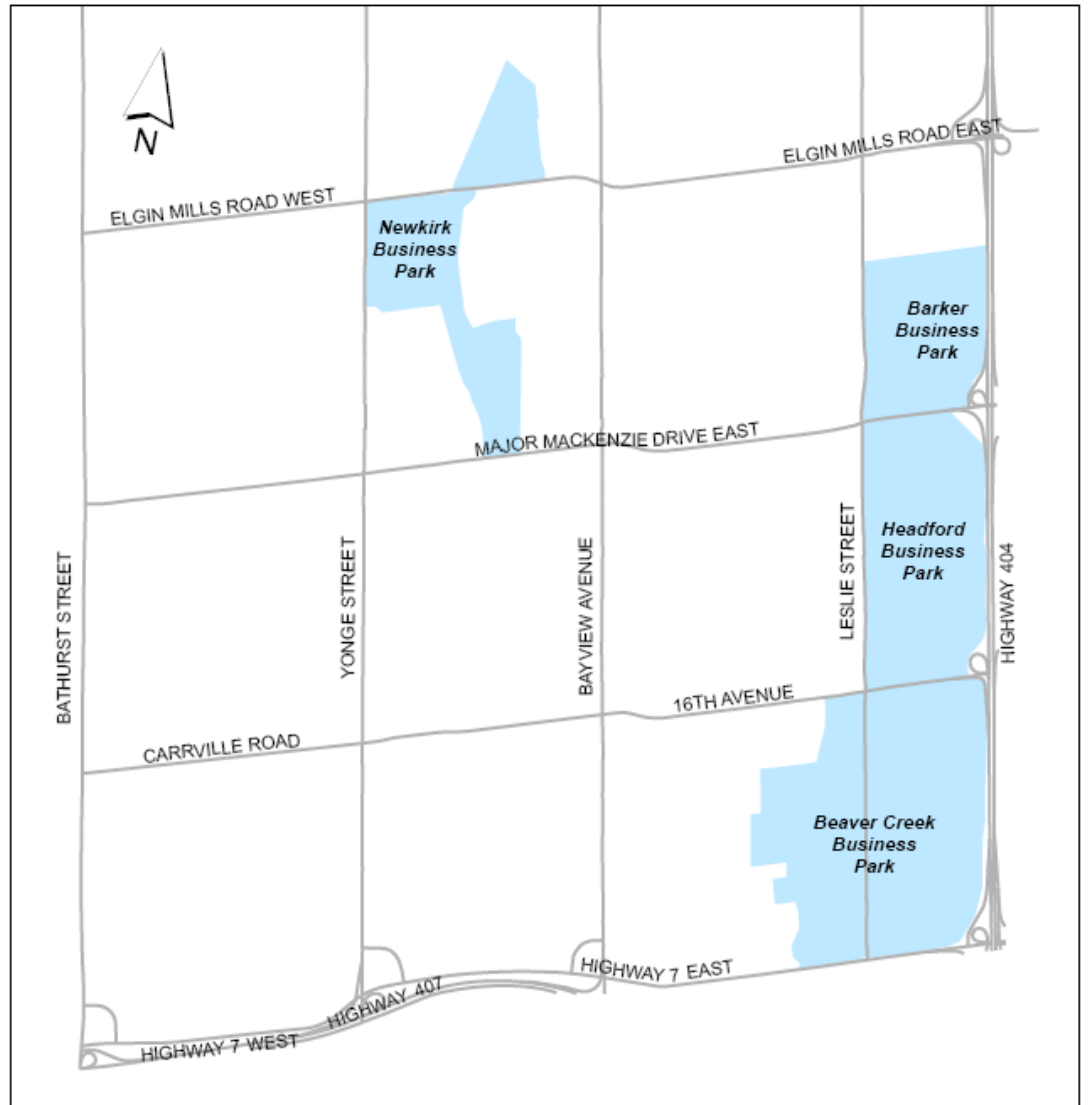 N
ELGIN MILLS ROAD WEST
ELGIN MILLS ROAD EAST
Newkirk
Business
Park
Barker
Business
Park
MAJOR MACKENZIE DRIVE EAST
Headford
Business
Park
BATHURST STREET
YONGE STREET
BAYVIEW AVENUE
LESLIE STREET
HIGHWAY 404
16TH AVENUE
CARRVILLE ROAD
Beaver Creek
Business
Park
HIGHWAY 7 EAST
HIGHWAY 407
HIGHWAY 7 WEST